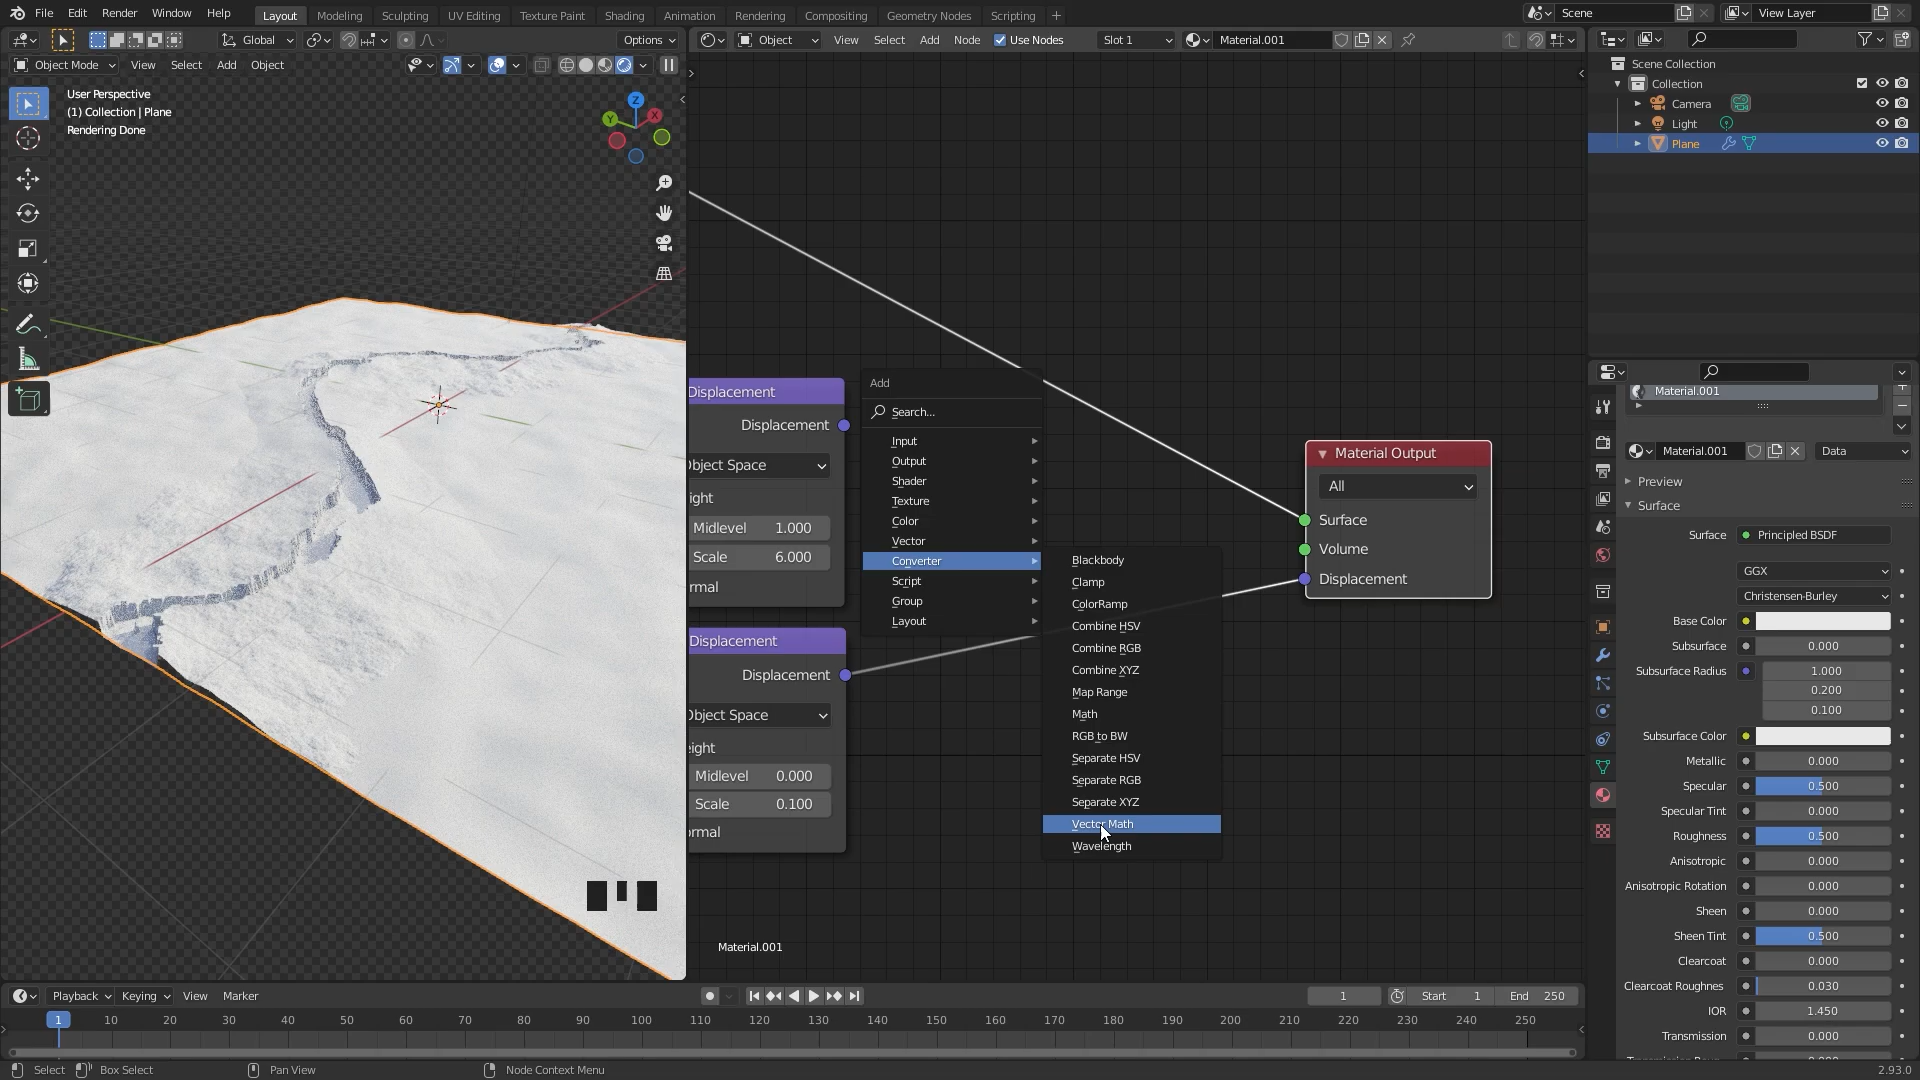 File Edit Render Window Help Layout Modeling Sculpting UV Editing Texture Paint Shading Animation Rendering Compositing Geometry Nodes Scripting + Scene View Layer
Global Options Object View Select Add Node Use Nodes Slot 1 Material.001
Object Mode View Select Add Object
User Perspective
(1) Collection | Plane
Rendering Done
Z
Y
X
Scene Collection
Collection
Camera
Light
Plane
Displacement
Displacement
bject Space
ight
Midlevel 1.000
Scale 6.000
rmal
Displacement
Displacement
bject Space
eight
Midlevel 0.000
Scale 0.100
ormal
Add
Search...
Input
Output
Shader
Texture
Color
Vector
Converter
Script
Group
Layout
Blackbody
Clamp
ColorRamp
Combine HSV
Combine RGB
Combine XYZ
Map Range
Math
RGB to BW
Separate HSV
Separate RGB
Separate XYZ
Vector Math
Wavelength
Material Output
All
Surface
Volume
Displacement
Material.001
Material.001
Material.001 Data
Preview
Surface
Surface Principled BSDF
GGX
Christensen-Burley
Base Color
Subsurface 0.000
Subsurface Radius 1.000
0.200
0.100
Subsurface Color
Metallic 0.000
Specular 0.500
Specular Tint 0.000
Roughness 0.500
Anisotropic 0.000
Anisotropic Rotation 0.000
Sheen 0.000
Sheen Tint 0.500
Clearcoat 0.000
Clearcoat Roughnes 0.030
IOR 1.450
Transmission 0.000
Playback Keying View Marker 1 Start 1 End 250
1 10 20 30 40 50 60 70 80 90 100 110 120 130 140 150 160 170 180 190 200 210 220 230 240 250
Select Box Select Pan View Node Context Menu 2.93.0